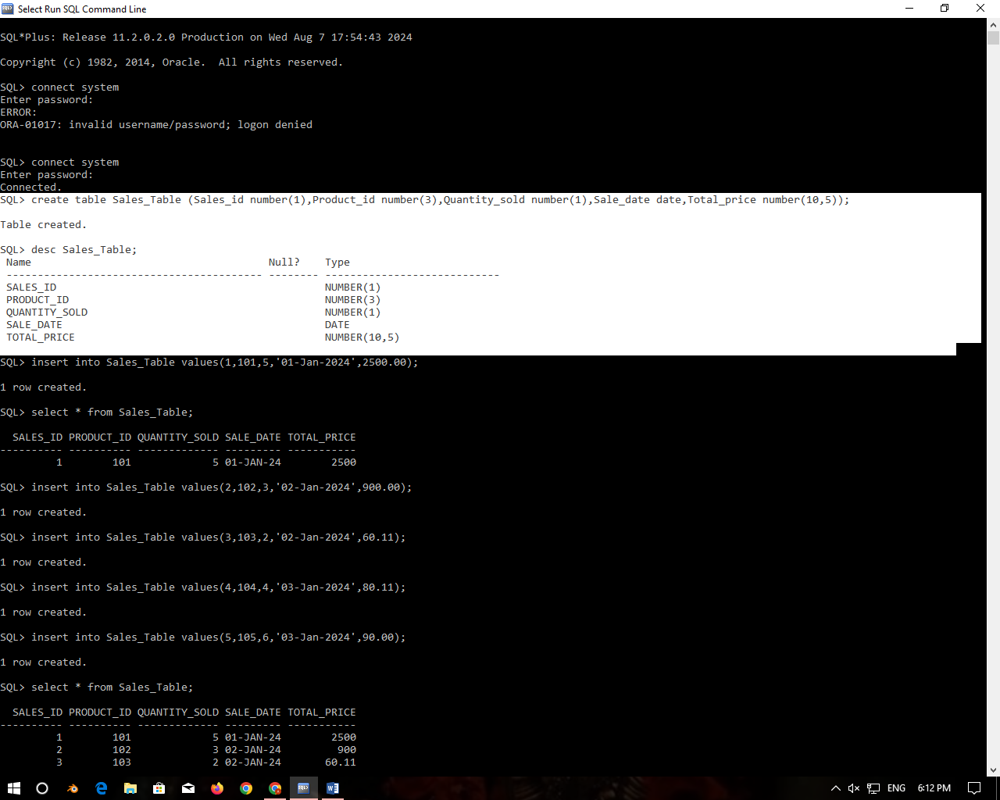 Select Run SQL Command Line
SQL*Plus: Release 11.2.0.2.0 Production on Wed Aug 7 17:54:43 2024
Copyright (c) 1982, 2014, Oracle.  All rights reserved.
SQL> connect system
Enter password:
ERROR:
ORA-01017: invalid username/password; logon denied
SQL> connect system
Enter password:
Connected.
SQL> create table Sales_Table (Sales_id number(1),Product_id number(3),Quantity_sold number(1),Sale_date date,Total_price number(10,5));
Table created.
SQL> desc Sales_Table;
 Name                                      Null?    Type
 ----------------------------------------- -------- ----------------------------
 SALES_ID                                           NUMBER(1)
 PRODUCT_ID                                         NUMBER(3)
 QUANTITY_SOLD                                      NUMBER(1)
 SALE_DATE                                          DATE
 TOTAL_PRICE                                        NUMBER(10,5)
SQL> insert into Sales_Table values(1,101,5,'01-Jan-2024',2500.00);
1 row created.
SQL> select * from Sales_Table;
  SALES_ID PRODUCT_ID QUANTITY_SOLD SALE_DATE TOTAL_PRICE
---------- ---------- ------------- --------- -----------
         1        101             5 01-JAN-24        2500
SQL> insert into Sales_Table values(2,102,3,'02-Jan-2024',900.00);
1 row created.
SQL> insert into Sales_Table values(3,103,2,'02-Jan-2024',60.11);
1 row created.
SQL> insert into Sales_Table values(4,104,4,'03-Jan-2024',80.11);
1 row created.
SQL> insert into Sales_Table values(5,105,6,'03-Jan-2024',90.00);
1 row created.
SQL> select * from Sales_Table;
  SALES_ID PRODUCT_ID QUANTITY_SOLD SALE_DATE TOTAL_PRICE
---------- ---------- ------------- --------- -----------
         1        101             5 01-JAN-24        2500
         2        102             3 02-JAN-24         900
         3        103             2 02-JAN-24       60.11
ENG 6:12 PM